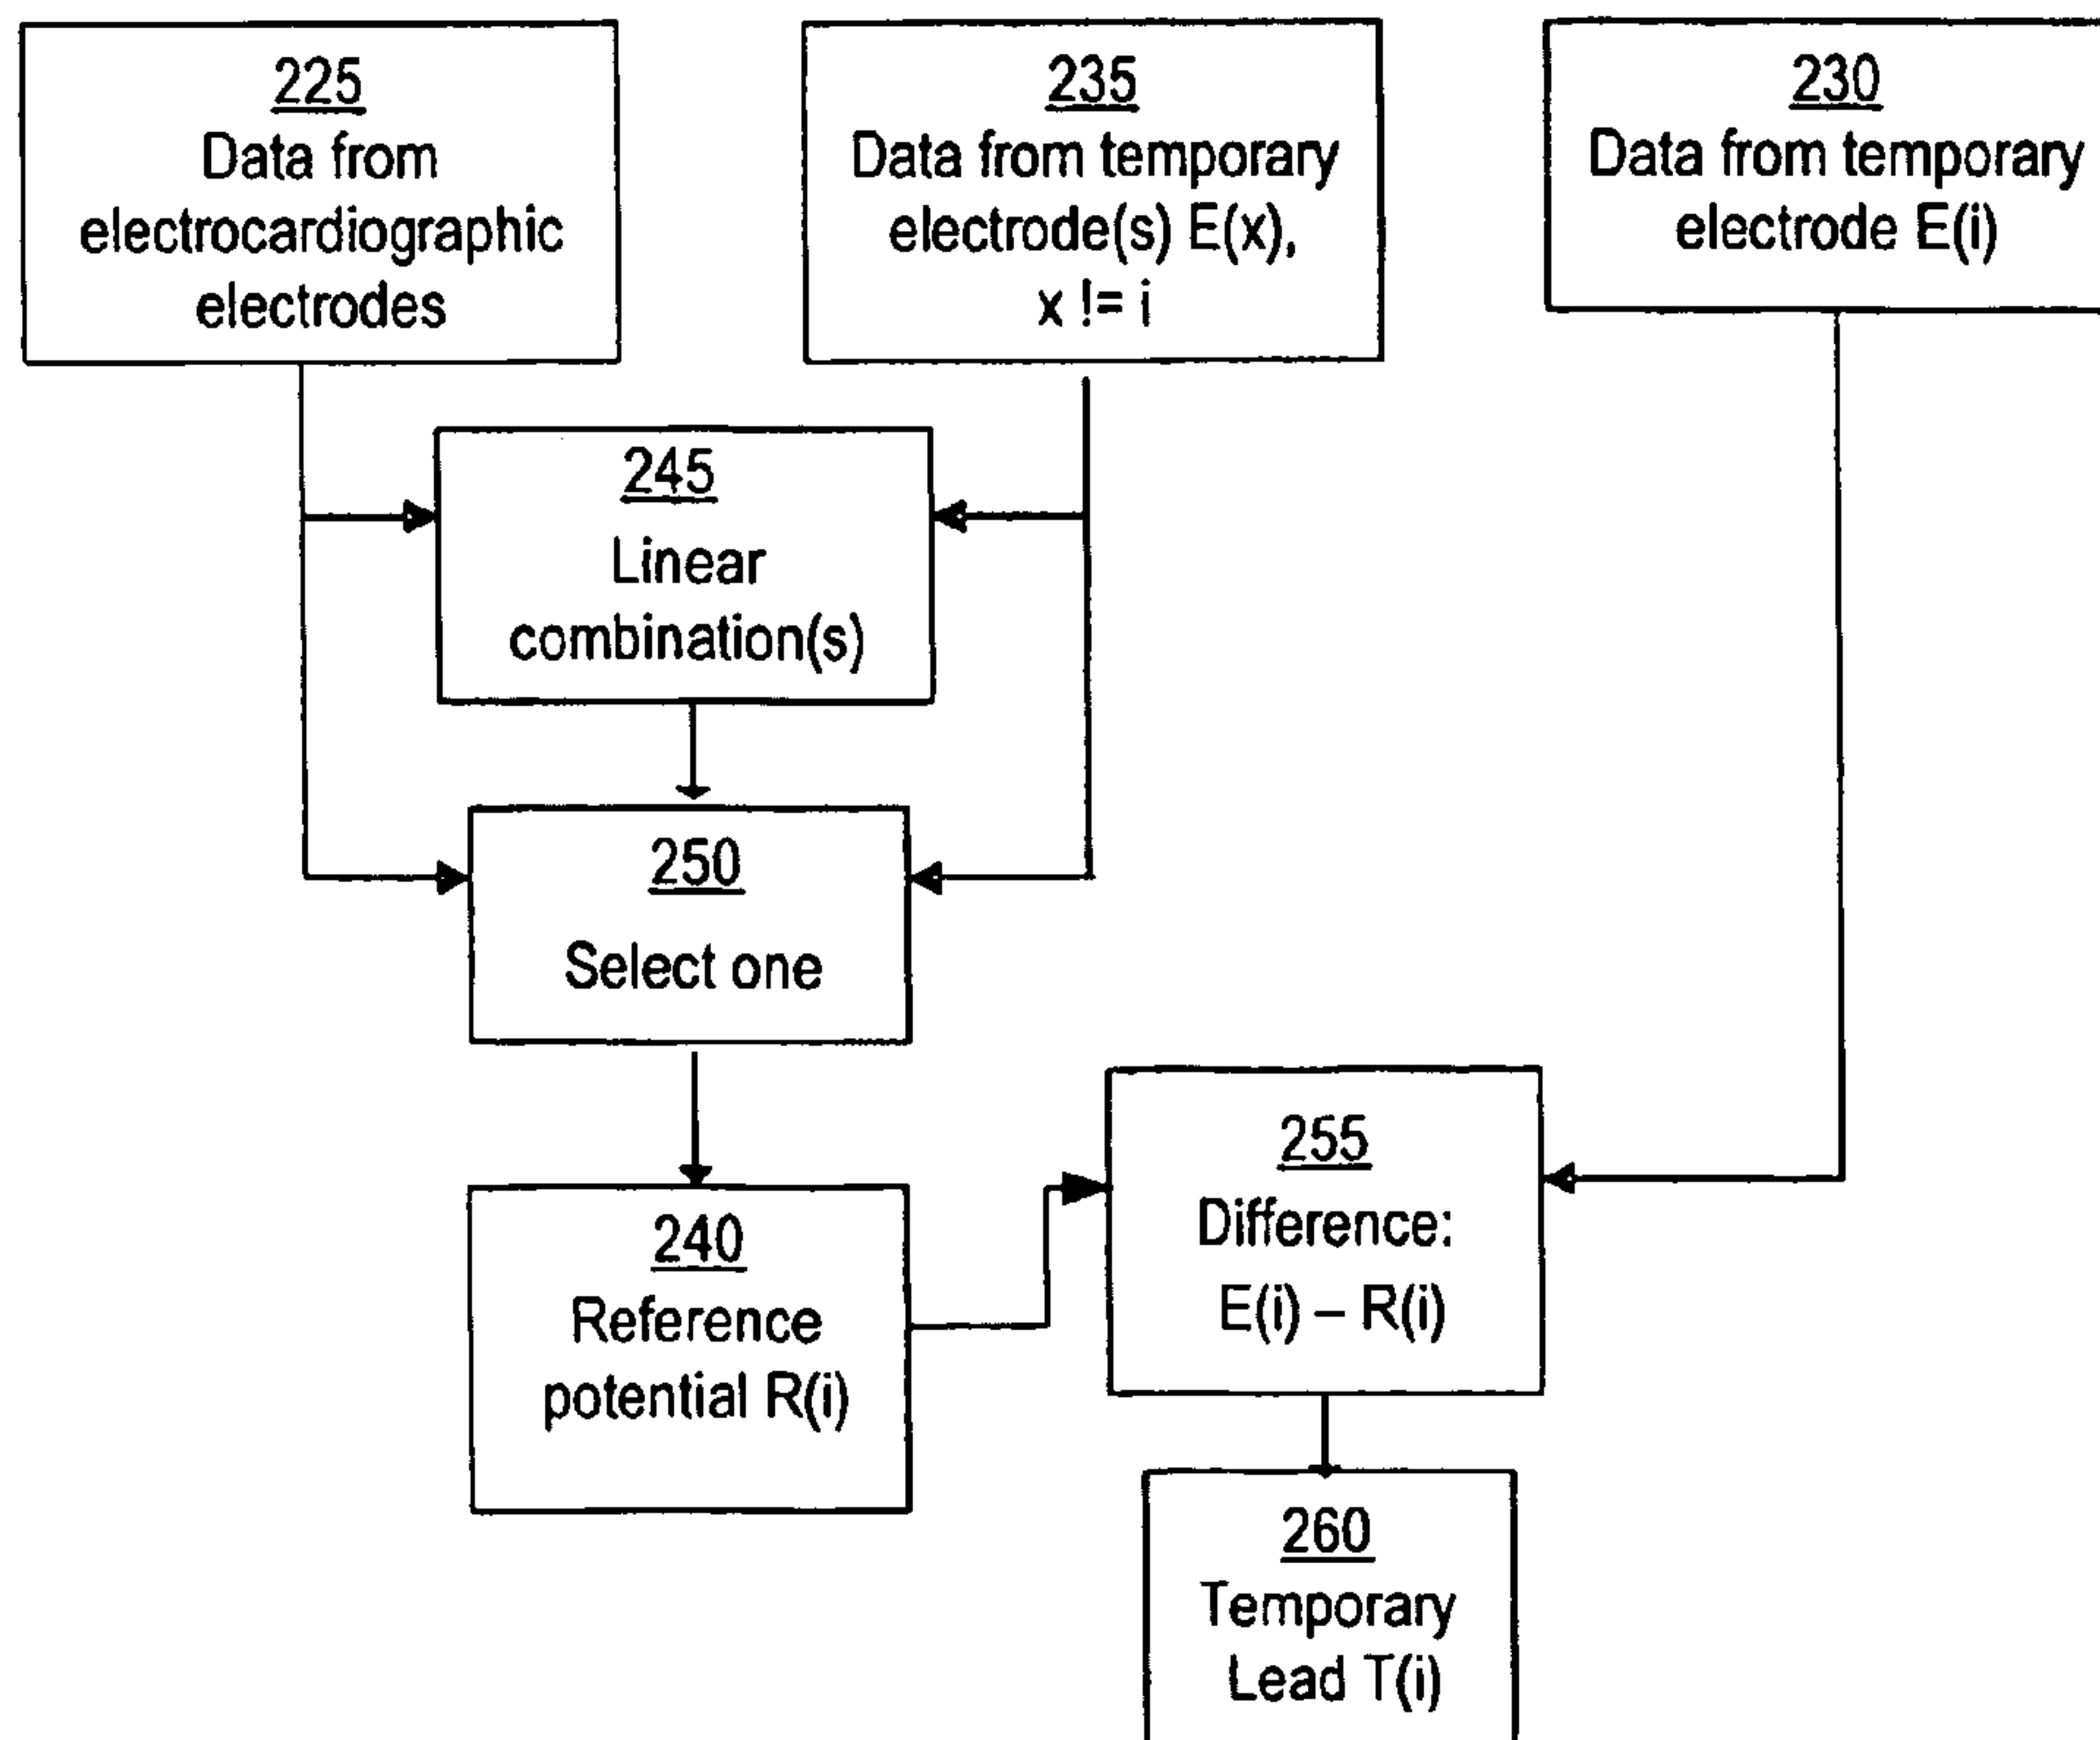 225
Data from
electrocardiographic
electrodes
235
Data from temporary
electrode(s) E(x),
x != i
230
Data from temporary
electrode E(i)
245
Linear
combination(s)
250
Select one
240
Reference
potential R(i)
255
Difference:
E(i) – R(i)
260
Temporary
Lead T(i)